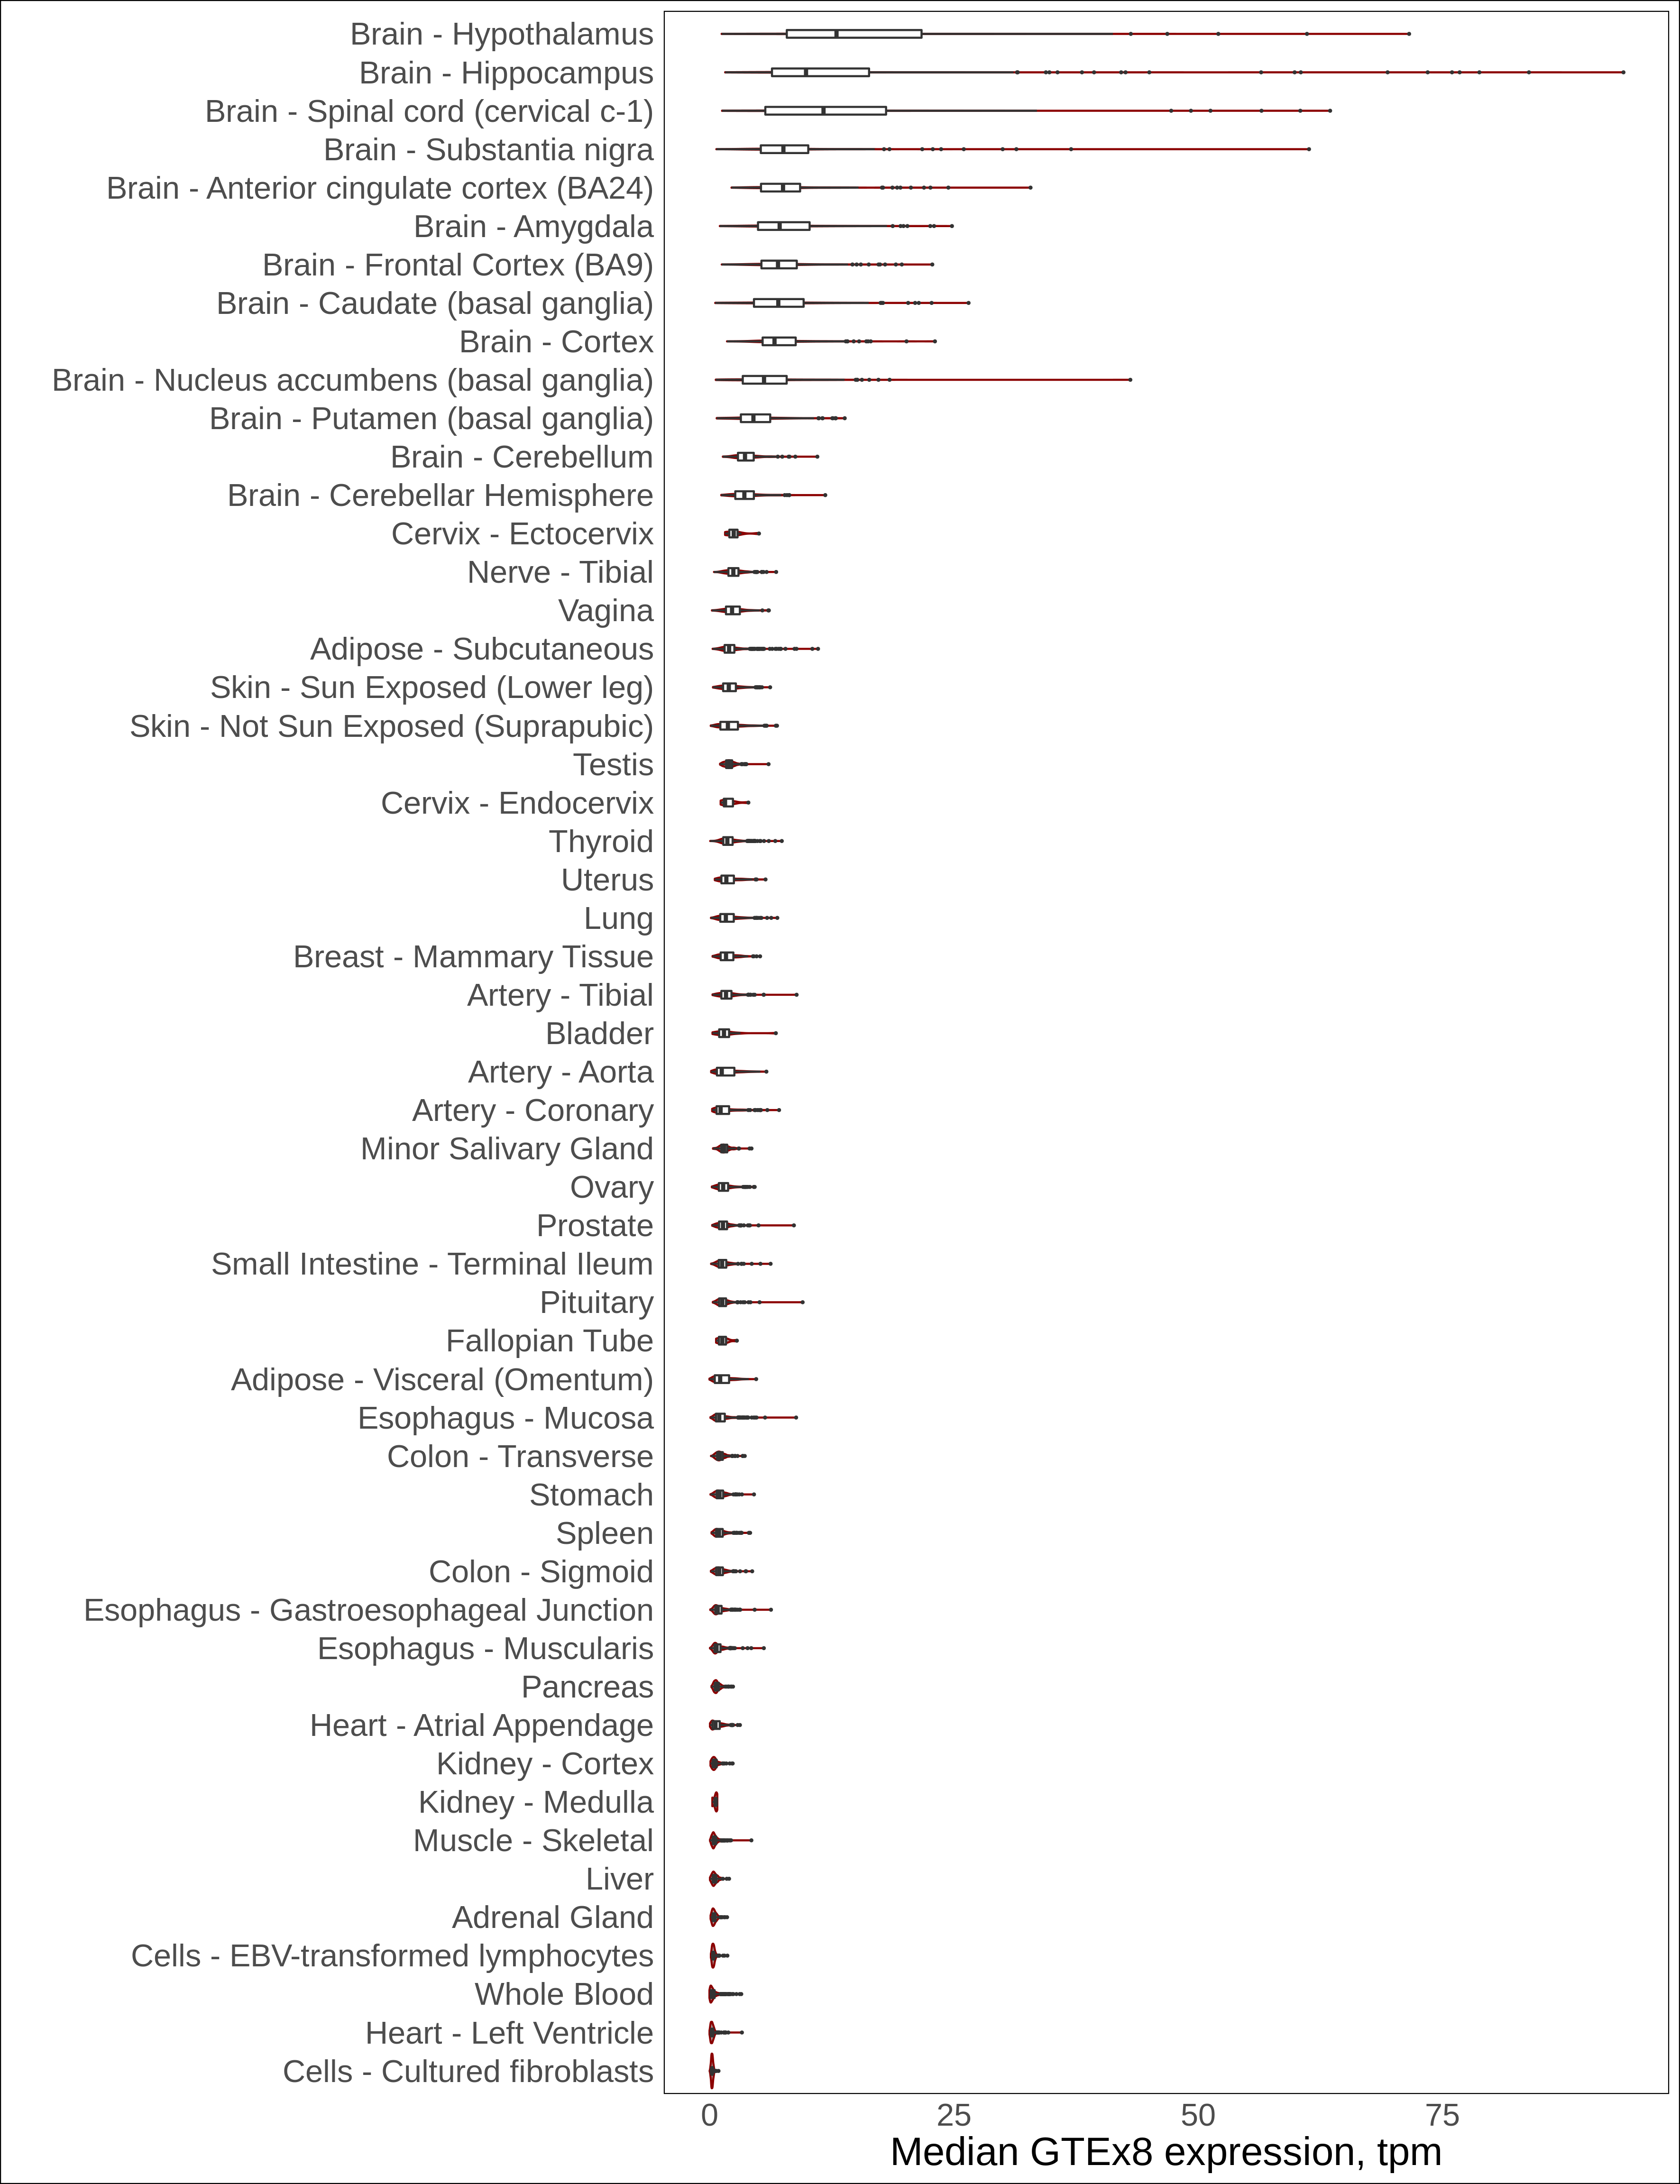 Brain - Hypothalamus
Brain - Hippocampus
Brain - Spinal cord (cervical c-1)
Brain - Substantia nigra
Brain - Anterior cingulate cortex (BA24)
Brain - Amygdala
Brain - Frontal Cortex (BA9)
Brain - Caudate (basal ganglia)
Brain - Cortex
Brain - Nucleus accumbens (basal ganglia)
Brain - Putamen (basal ganglia)
Brain - Cerebellum
Brain - Cerebellar Hemisphere
Cervix - Ectocervix
Nerve - Tibial
Vagina
Adipose - Subcutaneous
Skin - Sun Exposed (Lower leg)
Skin - Not Sun Exposed (Suprapubic)
Testis
Cervix - Endocervix
Thyroid
Uterus
Lung
Breast - Mammary Tissue
Artery - Tibial
Bladder
Artery - Aorta
Artery - Coronary
Minor Salivary Gland
Ovary
Prostate
Small Intestine - Terminal Ileum
Pituitary
Fallopian Tube
Adipose - Visceral (Omentum)
Esophagus - Mucosa
Colon - Transverse
Stomach
Spleen
Colon - Sigmoid
Esophagus - Gastroesophageal Junction
Esophagus - Muscularis
Pancreas
Heart - Atrial Appendage
Kidney - Cortex
Kidney - Medulla
Muscle - Skeletal
Liver
Adrenal Gland
Cells - EBV-transformed lymphocytes
Whole Blood
Heart - Left Ventricle
Cells - Cultured fibroblasts
0 25 50 75
Median GTEx8 expression, tpm